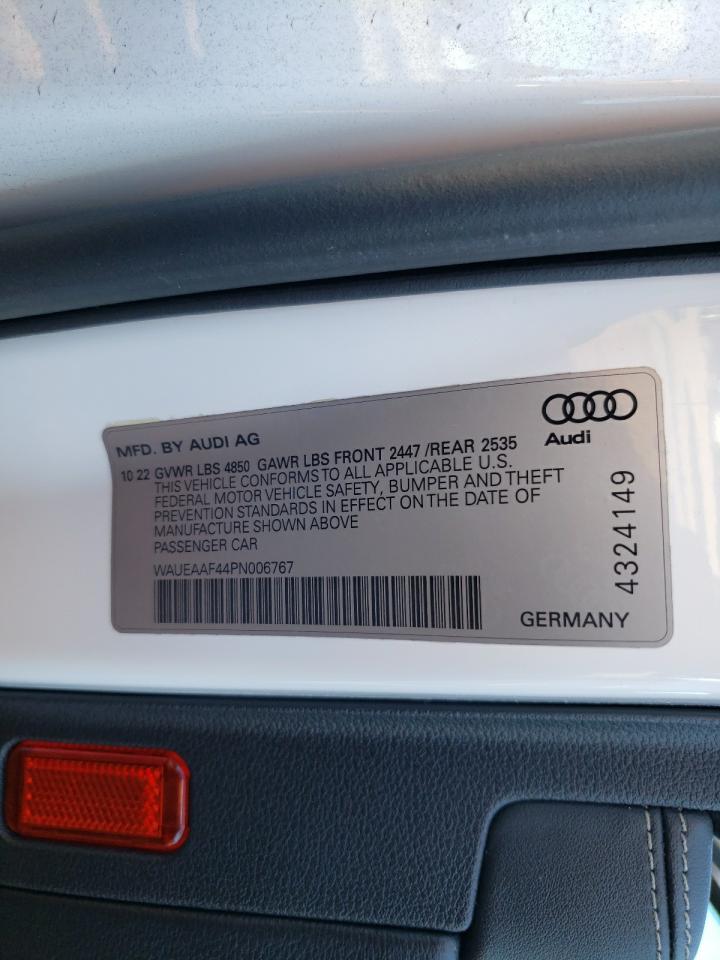 MFD. BY AUDI AG
Audi
10 22 GVWR LBS 4850 GAWR LBS FRONT 2447 /REAR 2535
THIS VEHICLE CONFORMS TO ALL APPLICABLE U.S.
FEDERAL MOTOR VEHICLE SAFETY, BUMPER AND THEFT
PREVENTION STANDARDS IN EFFECT ON THE DATE OF
MANUFACTURE SHOWN ABOVE
PASSENGER CAR
WAUEAAF44PN006767
GERMANY
4324149